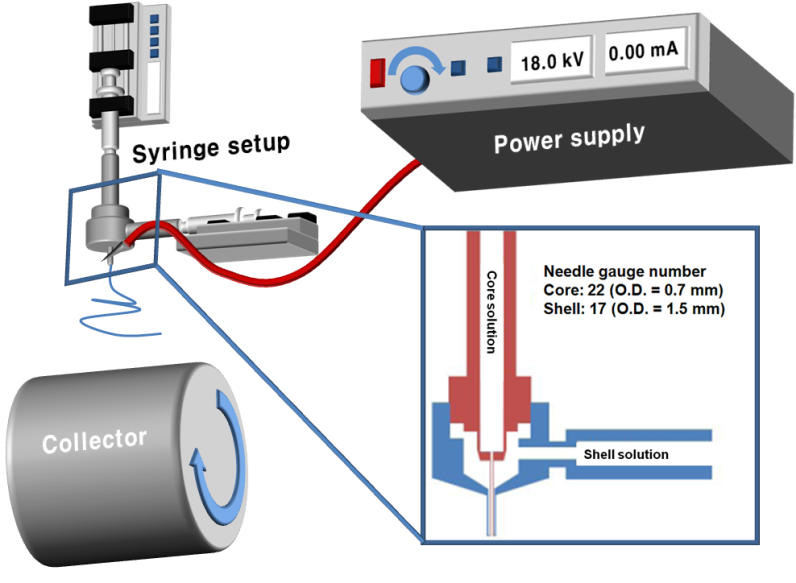 18.0 kV
0.00 mA
Power supply
Syringe setup
Needle gauge number
Core: 22 (O.D. = 0.7 mm)
Shell: 17 (O.D. = 1.5 mm)
Core solution
Shell solution
Collector